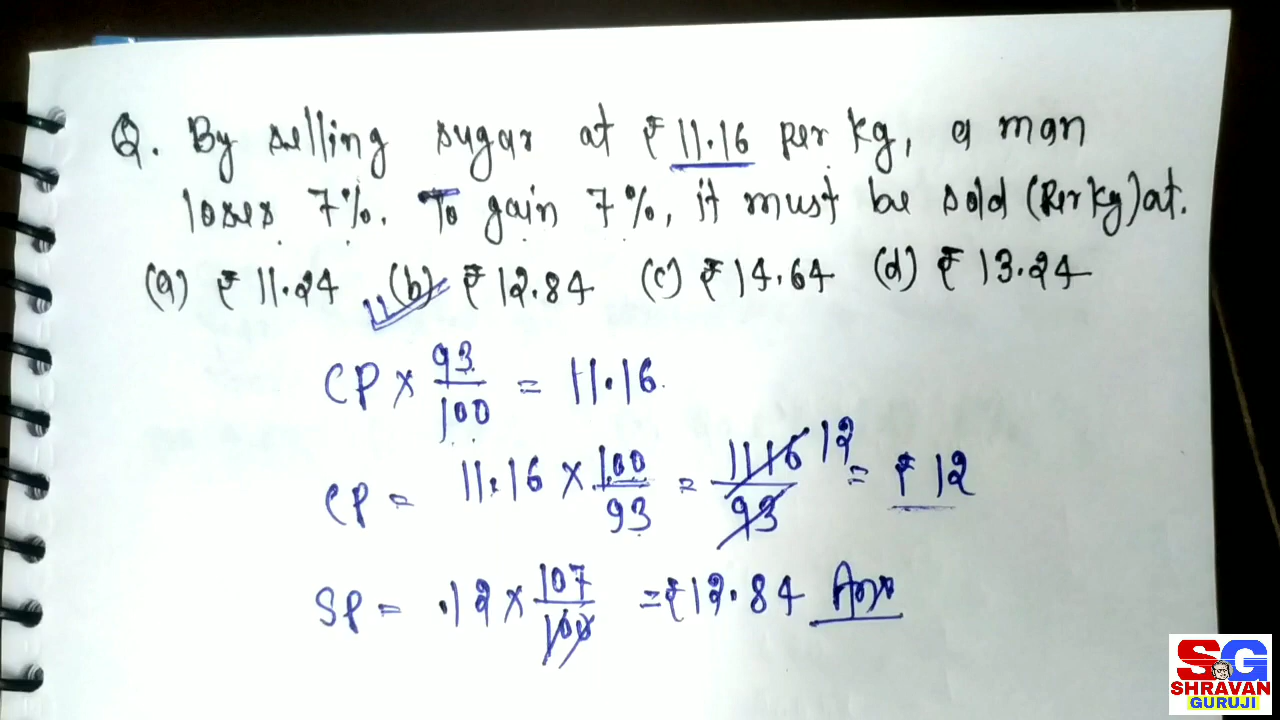 Q. By selling sugar at ₹ 11.16 per kg, a man
loses 7%. To gain 7%, it must be sold (Per kg) at.
(a) ₹ 11.24 (b) ₹ 12.84 (c) ₹ 14.64 (d) ₹ 13.24
CP × 93/100 = 11.16
CP = 11.16 × 100/93 = 1116/93 12 = ₹ 12
SP = .12 × 107/100 = ₹12.84 Ans
SG
SHRAVAN
GURUJI